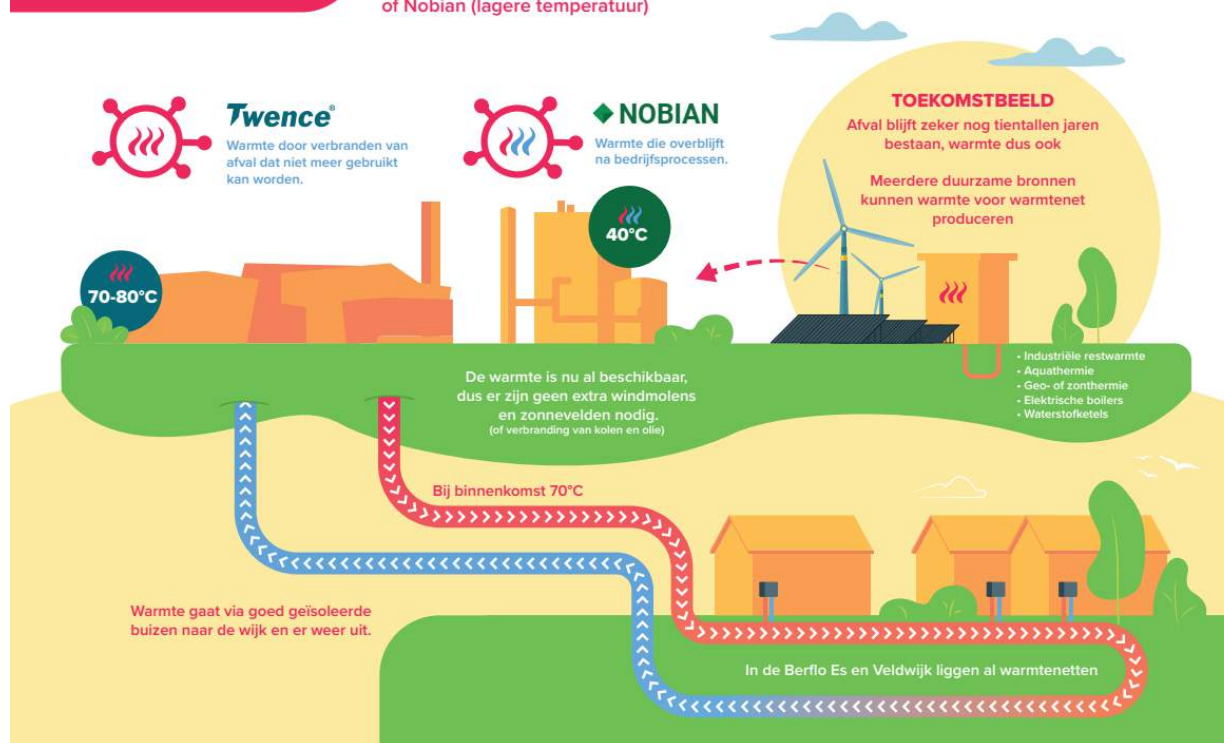 of Nobian (lagere temperatuur)
Twence®
Warmte door verbranden van
afval dat niet meer gebruikt
kan worden.
NOBIAN
Warmte die overblijft
na bedrijfsprocessen.
TOEKOMSTBEELD
Afval blijft zeker nog tientallen jaren
bestaan, warmte dus ook
Meerdere duurzame bronnen
kunnen warmte voor warmtenet
produceren
40°C
70-80°C
De warmte is nu al beschikbaar,
dus er zijn geen extra windmolens
en zonnevelden nodig.
(of verbranding van kolen en olie)
• Industriële restwarmte
• Aquathermie
• Geo- of zonthermie
• Elektrische boilers
• Waterstofketels
Bij binnenkomst 70°C
Warmte gaat via goed geïsoleerde
buizen naar de wijk en er weer uit.
In de Berflo Es en Veldwijk liggen al warmtenetten